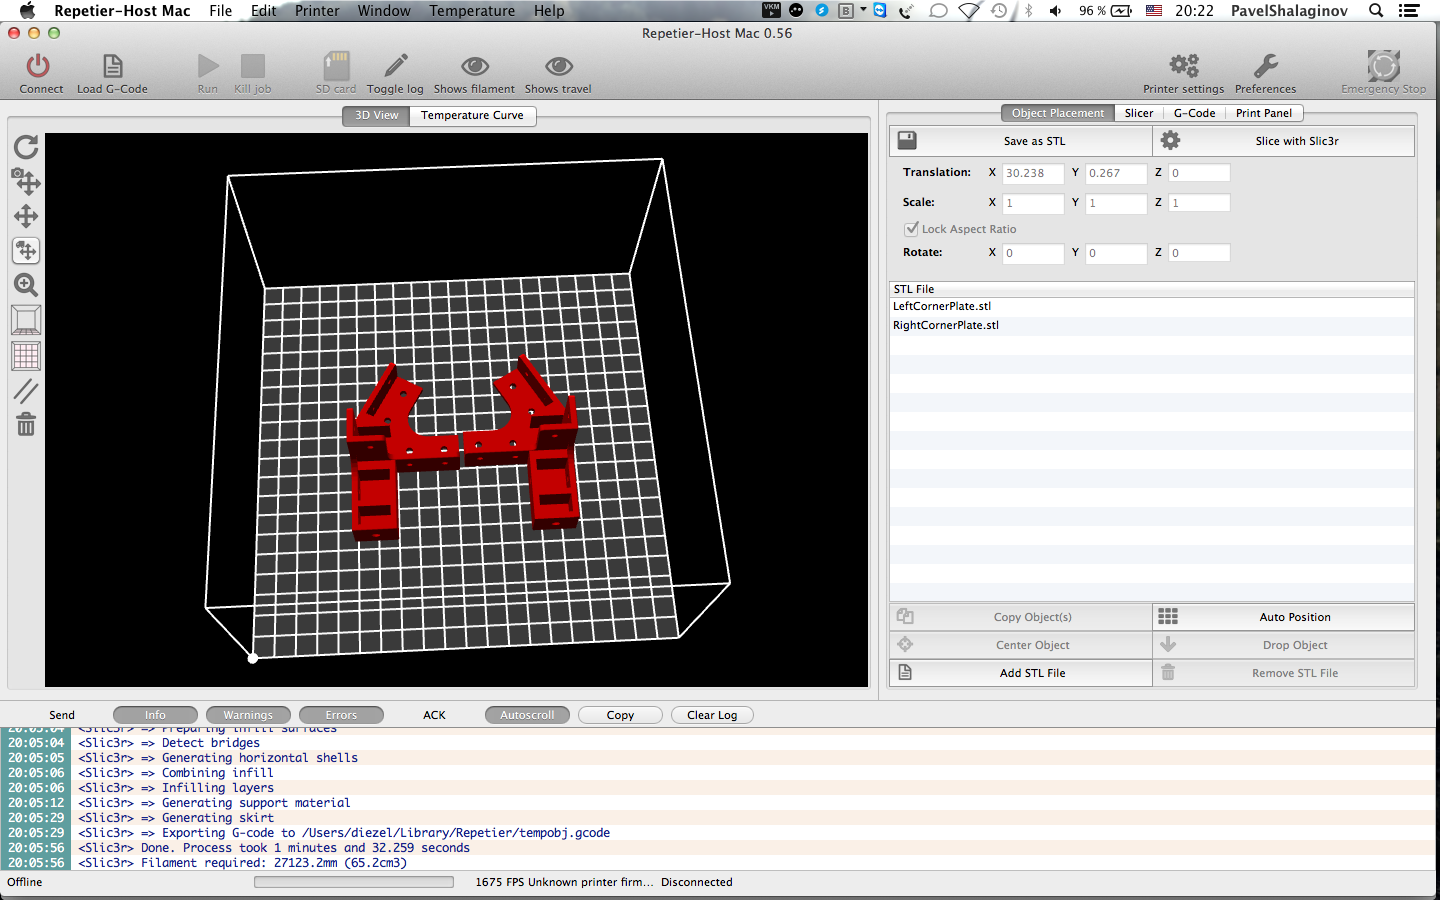 Repetier-Host Mac File Edit Printer Window Temperature Help VKM B 96 % 20:22 PavelShalaginov
Repetier-Host Mac 0.56
Connect Load G-Code Run Kill job SD card Toggle log Shows filament Shows travel Printer settings Preferences Emergency Stop
3D View Temperature Curve
Object Placement Slicer G-Code Print Panel
Save as STL Slice with Slic3r
Translation: X 30.238 Y 0.267 Z 0
Scale: X 1 Y 1 Z 1
Lock Aspect Ratio
Rotate: X 0 Y 0 Z 0
STL File
LeftCornerPlate.stl
RightCornerPlate.stl
Copy Object(s) Auto Position
Center Object Drop Object
Add STL File Remove STL File
Send Info Warnings Errors ACK Autoscroll Copy Clear Log
20:05:04 <Slic3r> => Preparing infill surfaces
20:05:04 <Slic3r> => Detect bridges
20:05:05 <Slic3r> => Generating horizontal shells
20:05:06 <Slic3r> => Combining infill
20:05:06 <Slic3r> => Infilling layers
20:05:12 <Slic3r> => Generating support material
20:05:29 <Slic3r> => Generating skirt
20:05:29 <Slic3r> => Exporting G-code to /Users/diezel/Library/Repetier/tempobj.gcode
20:05:56 <Slic3r> Done. Process took 1 minutes and 32.259 seconds
20:05:56 <Slic3r> Filament required: 27123.2mm (65.2cm3)
Offline 1675 FPS Unknown printer firm... Disconnected